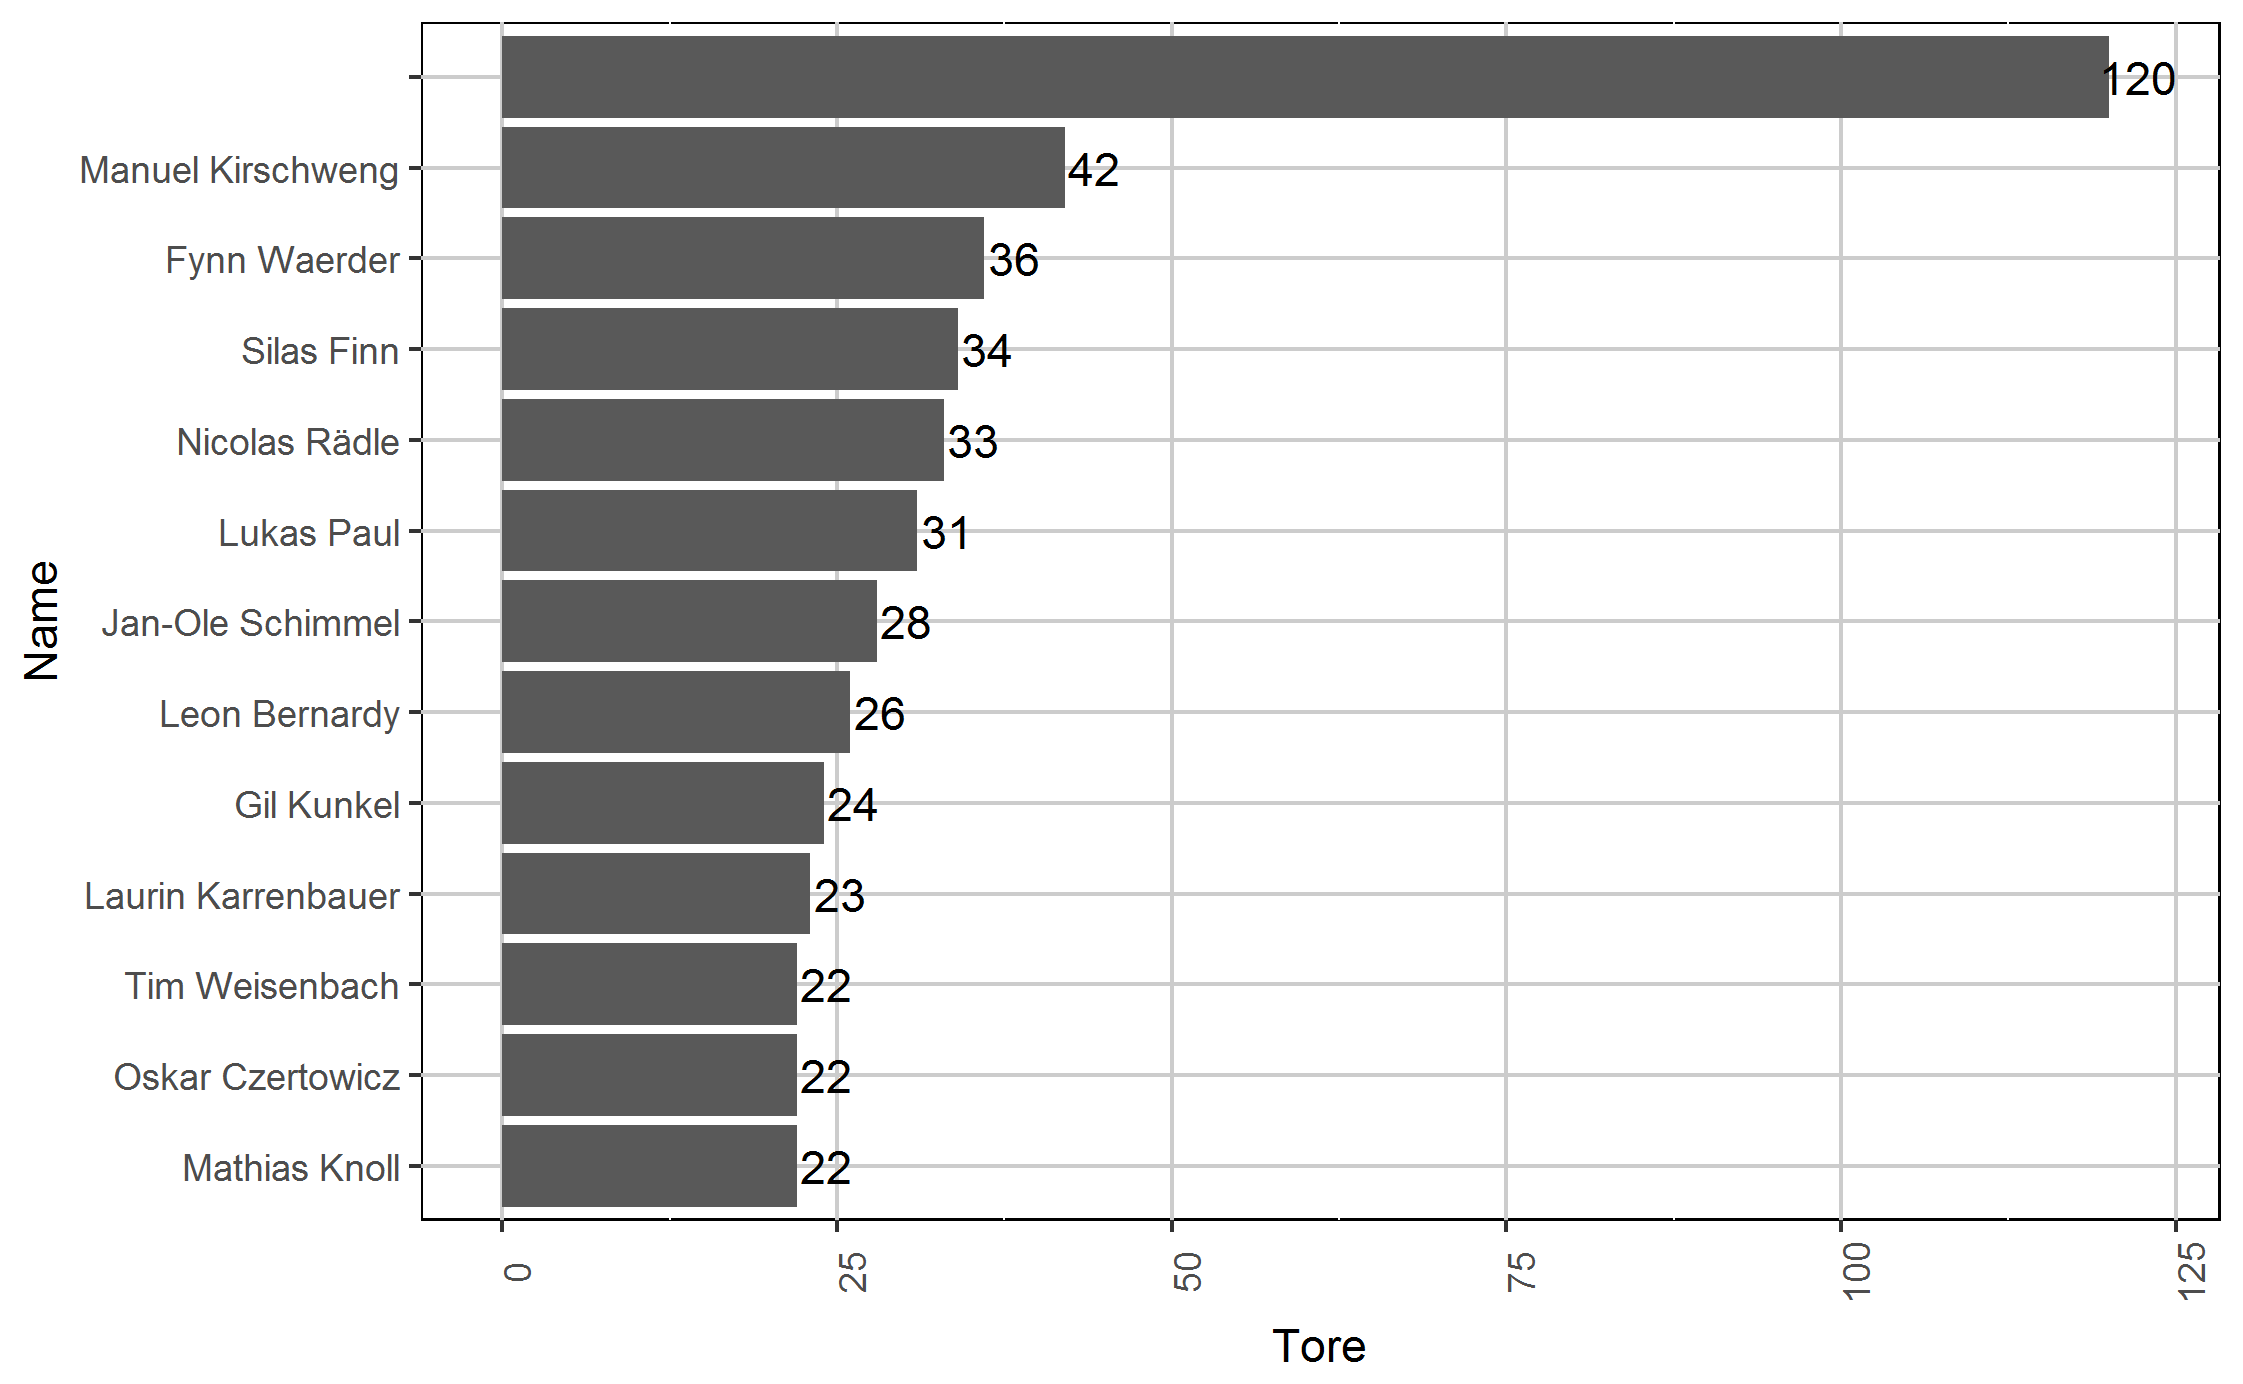 120
Manuel Kirschweng 42
Fynn Waerder 36
Silas Finn 34
Nicolas Rädle 33
Lukas Paul 31
Jan-Ole Schimmel 28
Leon Bernardy 26
Gil Kunkel 24
Laurin Karrenbauer 23
Tim Weisenbach 22
Oskar Czertowicz 22
Mathias Knoll 22
Name
0 25 50 75 100 125
Tore